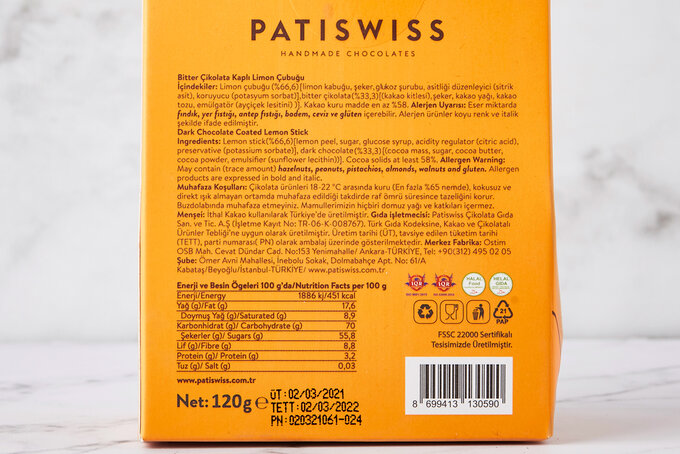 PATISWISS
HANDMADE CHOCOLATES
Bitter Çikolata Kaplı Limon Çubuğu
İçindekiler: Limon çubuğu (%66,6)[limon kabuğu, şeker, glukoz şurubu, asitliği düzenleyici (sitrik
asit), koruyucu (potasyum sorbat)],bitter çikolata(%33,3)[(kakao kitlesi), şeker, kakao yağı, kakao
tozu, emülgatör (ayçiçek lesitini) )]. Kakao kuru madde en az %58. Alerjen Uyarısı: Eser miktarda
fındık, yer fıstığı, antep fıstığı, badem, ceviz ve glüten içerebilir. Alerjen ürünler koyu renk ve italik
şekilde ifade edilmiştir.
Dark Chocolate Coated Lemon Stick
Ingredients: Lemon stick(%66,6)[lemon peel, sugar, glucose syrup, acidity regulator (citric acid),
preservative (potassium sorbate)], dark chocolate(%33,3)[(cocoa mass, sugar, cocoa butter,
cocoa powder, emulsifier (sunflower lecithin))]. Cocoa solids at least 58%. Allergen Warning:
May contain (trace amount) hazelnuts, peanuts, pistachios, almonds, walnuts and gluten. Allergen
products are expressed in bold and italic.
Muhafaza Koşulları: Çikolata ürünleri 18-22 °C arasında kuru (En fazla %65 nemde), kokusuz ve
direkt ışık almayan ortamda muhafaza edildiği takdirde raf ömrü süresince tazeliğini korur.
Buzdolabında muhafaza etmeyiniz. Mamullerimizin hiçbiri domuz yağı ve katkıları içermez.
Menşei: İthal Kakao kullanılarak Türkiye'de üretilmiştir. Gıda işletmecisi: Patiswiss Çikolata Gıda
San. ve Tic. A.Ş (İşletme Kayıt No: TR-06-K-008767). Türk Gıda Kodeksine, Kakao ve Çikolatalı
Ürünler Tebliği'ne uygun olarak üretilmiştir. Üretim tarihi (ÜT), tavsiye edilen tüketim tarihi
(TETT), parti numarası( PN) olarak ambalaj üzerinde gösterilmektedir. Merkez Fabrika: Ostim
OSB Mah. Cevat Dündar Cad. No:153 Yenimahalle/ Ankara-TÜRKİYE, Tel: +90(312) 495 02 05
Şube: Ömer Avni Mahallesi, İnebolu Sokak, Dolmabahçe Apt. No: 61/A
Kabataş/Beyoğlu/İstanbul-TÜRKİYE/ www.patiswiss.com.tr
Enerji ve Besin Ögeleri 100 g'da/Nutrition Facts per 100 g
Enerji/Energy 1886 kj/451 kcal
Yağ (g)/Fat (g) 17,6
Doymuş Yağ (g)/Saturated (g) 8,9
Karbonhidrat (g)/ Carbohydrate (g) 70
Şekerler (g)/ Sugars (g) 55,8
Lif(g)/Fibre (g) 8,8
Protein (g)/ Protein (g) 3,2
Tuz (g)/ Salt (g) 0,03
IQR
IQR
HALAL
Food
HELAL
GIDA
21
PAP
FSSC 22000 Sertifikalı
Tesisimizde Üretilmiştir.
www.patiswiss.com.tr
Net: 120g e
ÜT: 02/03/2021
TETT: 02/03/2022
PN: 020321061-024
8 699413 130590